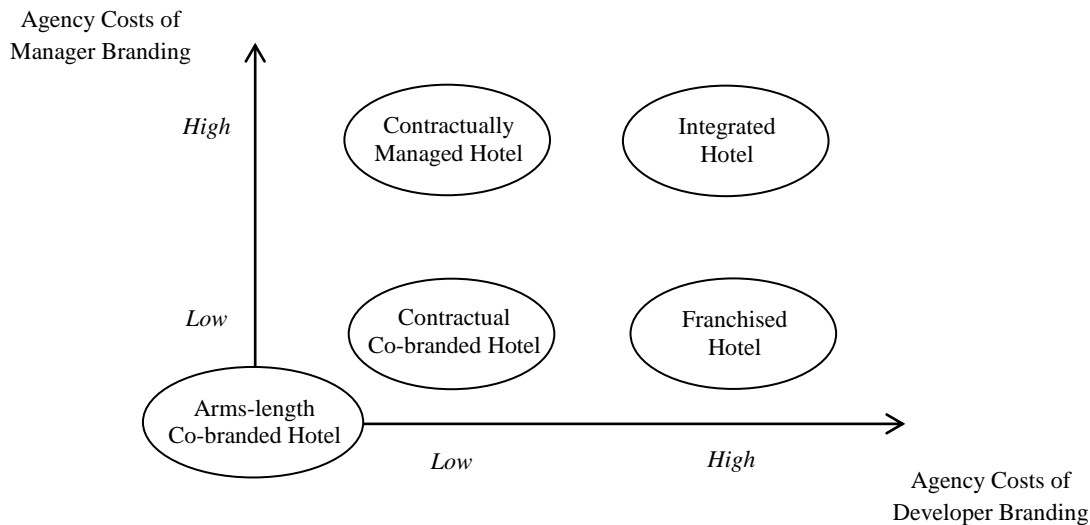 Agency Costs of
Manager Branding
High
Contractually
Managed Hotel
Integrated
Hotel
Low
Contractual
Co-branded Hotel
Franchised
Hotel
Arms-length
Co-branded Hotel
Low
High
Agency Costs of
Developer Branding